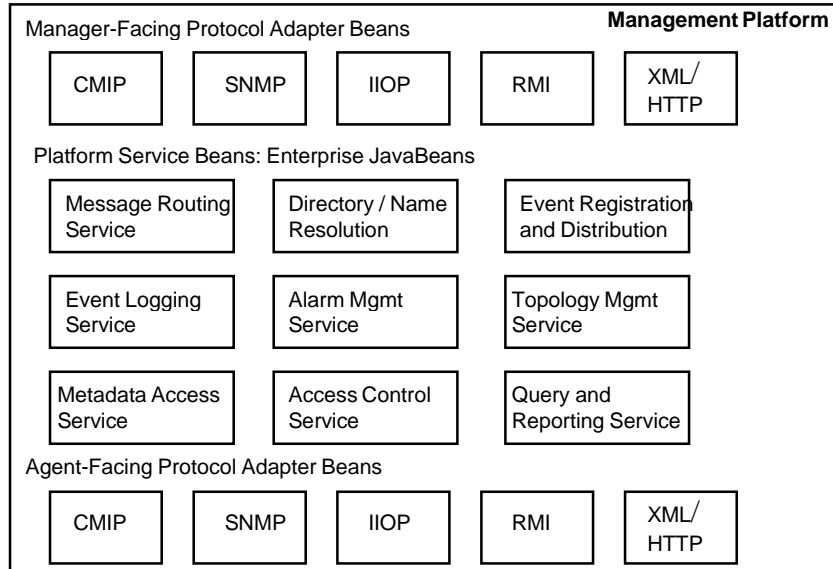 Management Platform
Manager-Facing Protocol Adapter Beans
CMIP
SNMP
IIOP
RMI
XML/
HTTP
Platform Service Beans: Enterprise JavaBeans
Message Routing
Service
Directory / Name
Resolution
Event Registration
and Distribution
Event Logging
Service
Alarm Mgmt
Service
Topology Mgmt
Service
Metadata Access
Service
Access Control
Service
Query and
Reporting Service
Agent-Facing Protocol Adapter Beans
CMIP
SNMP
IIOP
RMI
XML/
HTTP